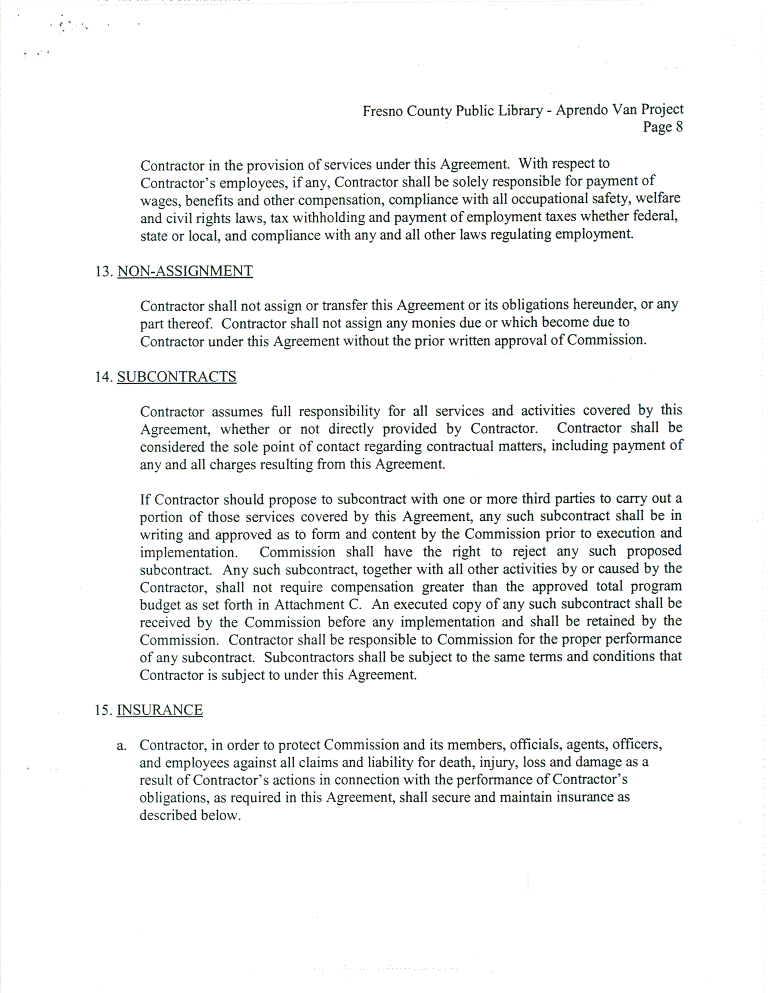 Fresno County Public Library - Aprendo Van Project
Page 8
Contractor in the provision of services under this Agreement. With respect to
Contractor's employees, if any, Contractor shall be solely responsible for payment of
wages, benefits and other compensation, compliance with all occupational safety, welfare
and civil rights laws, tax withholding and payment of employment taxes whether federal,
state or local, and compliance with any and all other laws regulating employment.
13. NON-ASSIGNMENT
Contractor shall not assign or transfer this Agreement or its obligations hereunder, or any
part thereof. Contractor shall not assign any monies due or which become due to
Contractor under this Agreement without the prior written approval of Commission.
14. SUBCONTRACTS
Contractor assumes full responsibility for all services and activities covered by this
Agreement, whether or not directly provided by Contractor. Contractor shall be
considered the sole point of contact regarding contractual matters, including payment of
any and all charges resulting from this Agreement.
If Contractor should propose to subcontract with one or more third parties to carry out a
portion of those services covered by this Agreement, any such subcontract shall be in
writing and approved as to form and content by the Commission prior to execution and
implementation. Commission shall have the right to reject any such proposed
subcontract. Any such subcontract, together with all other activities by or caused by the
Contractor, shall not require compensation greater than the approved total program
budget as set forth in Attachment C. An executed copy of any such subcontract shall be
received by the Commission before any implementation and shall be retained by the
Commission. Contractor shall be responsible to Commission for the proper performance
of any subcontract. Subcontractors shall be subject to the same terms and conditions that
Contractor is subject to under this Agreement.
15. INSURANCE
a. Contractor, in order to protect Commission and its members, officials, agents, officers,
and employees against all claims and liability for death, injury, loss and damage as a
result of Contractor's actions in connection with the performance of Contractor's
obligations, as required in this Agreement, shall secure and maintain insurance as
described below.